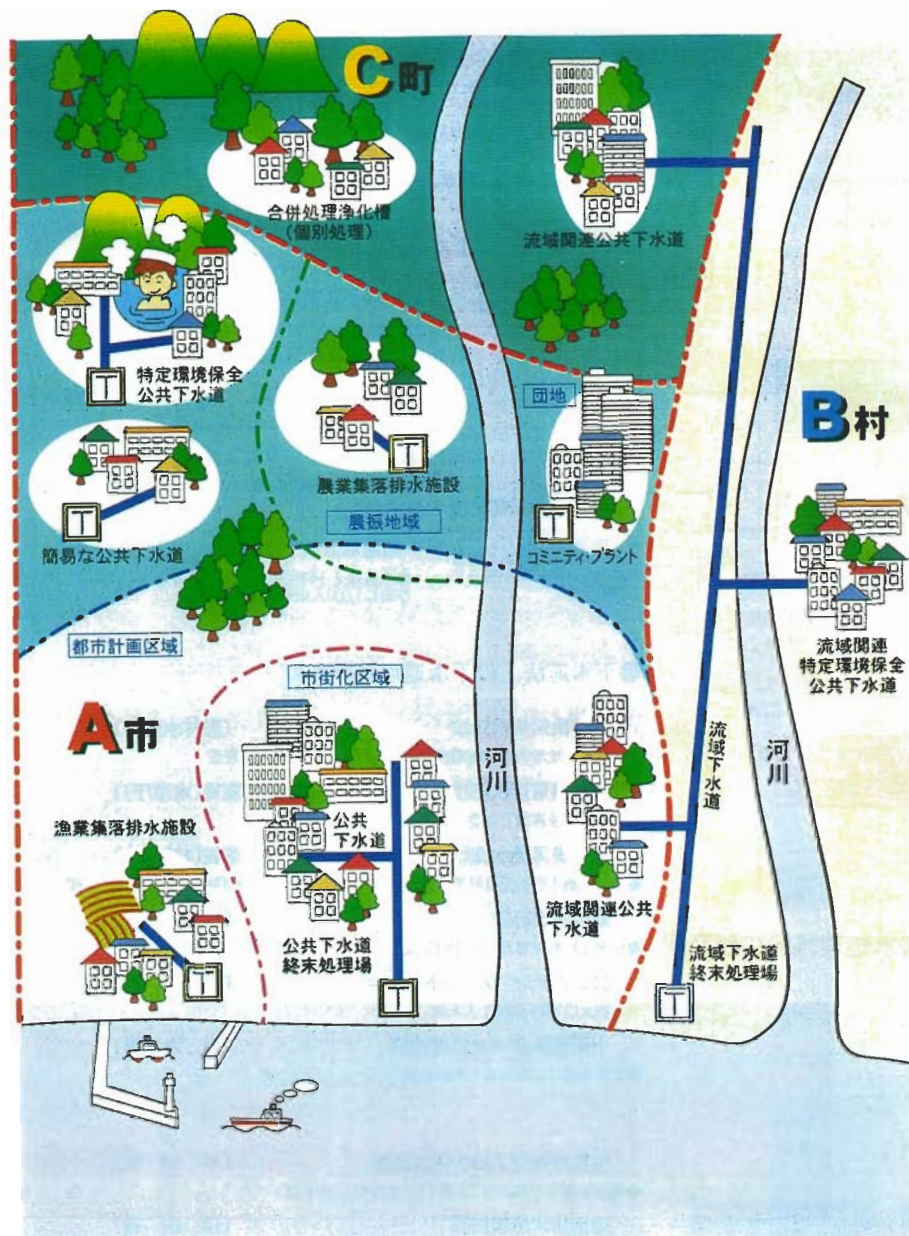 C町
合併処理浄化槽
(個別処理)
流域関連公共下水道
特定環境保全
公共下水道
団地
B村
農業集落排水施設
簡易な公共下水道
農振地域
コミニティ・プラント
都市計画区域
市街化区域
流域関連
特定環境保全
公共下水道
A市
河川
流域下水道
河川
漁業集落排水施設
公共
下水道
流域関連公共
下水道
公共下水道
終末処理場
流域下水道
終末処理場
T
T
T
T
T
T
T